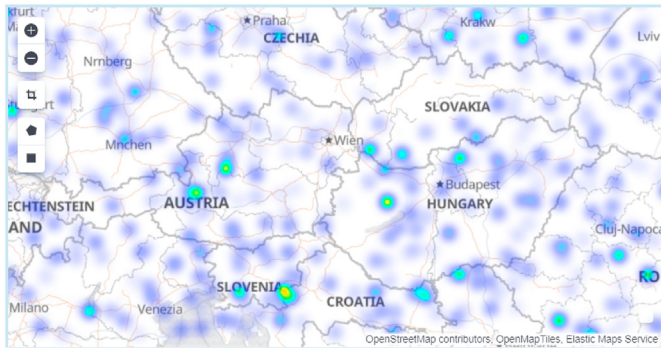 Praha
Krakw
CZECHIA
Lviv
Nrnberg
SLOVAKIA
Mnchen
Wien
Budapest
ECHTENSTEIN
AUSTRIA
HUNGARY
AND
Cluj-Napoca
SLOVENIA
RO
CROATIA
Milano
Venezia
OpenStreetMap contributors, OpenMapTiles, Elastic Maps Service